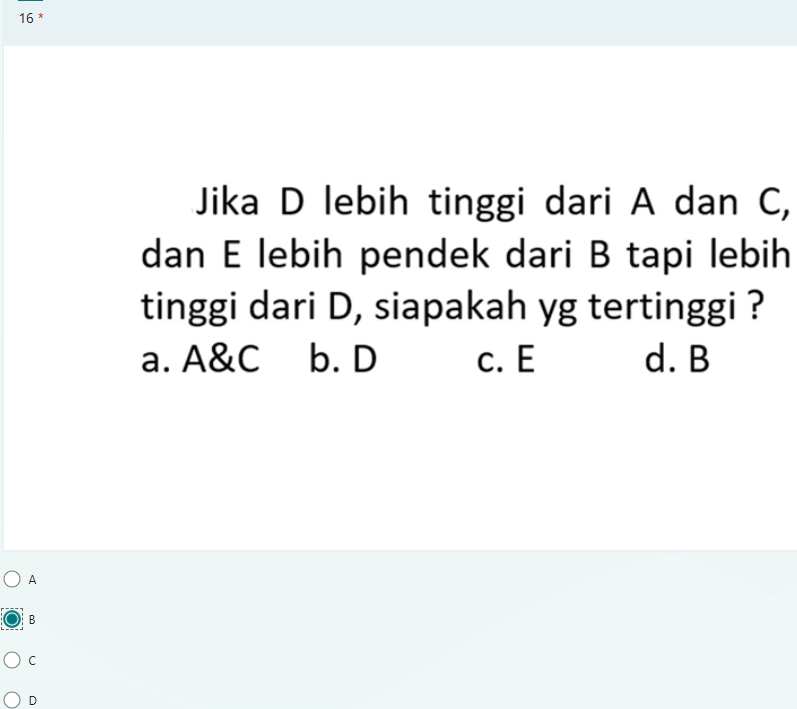 16 *
Jika D lebih tinggi dari A dan C,
dan E lebih pendek dari B tapi lebih
tinggi dari D, siapakah yg tertinggi ?
a. A&C b. D c. E d. B
A
B
C
D